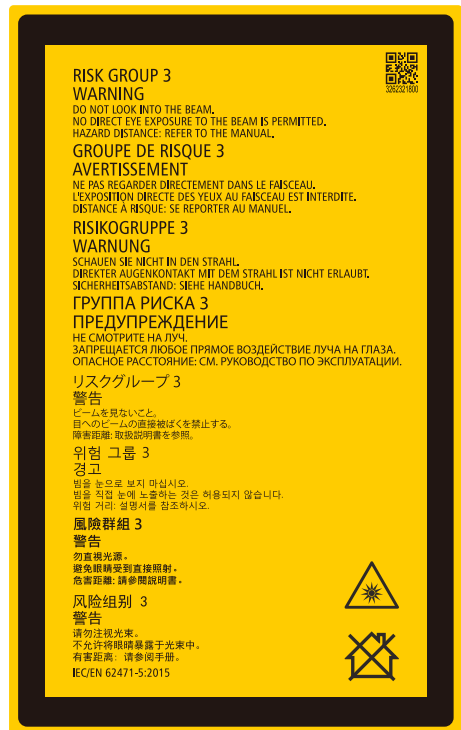 3262321800
RISK GROUP 3
WARNING
DO NOT LOOK INTO THE BEAM.
NO DIRECT EYE EXPOSURE TO THE BEAM IS PERMITTED.
HAZARD DISTANCE: REFER TO THE MANUAL.
GROUPE DE RISQUE 3
AVERTISSEMENT
NE PAS REGARDER DIRECTEMENT DANS LE FAISCEAU.
L'EXPOSITION DIRECTE DES YEUX AU FAISCEAU EST INTERDITE.
DISTANCE À RISQUE: SE REPORTER AU MANUEL.
RISIKOGRUPPE 3
WARNUNG
SCHAUEN SIE NICHT IN DEN STRAHL.
DIREKTER AUGENKONTAKT MIT DEM STRAHL IST NICHT ERLAUBT.
SICHERHEITSABSTAND: SIEHE HANDBUCH.
ГРУППА РИСКА 3
ПРЕДУПРЕЖДЕНИЕ
НЕ СМОТРИТЕ НА ЛУЧ.
ЗАПРЕЩАЕТСЯ ЛЮБОЕ ПРЯМОЕ ВОЗДЕЙСТВИЕ ЛУЧА НА ГЛАЗА.
ОПАСНОЕ РАССТОЯНИЕ: СМ. РУКОВОДСТВО ПО ЭКСПЛУАТАЦИИ.
リスクグループ 3
警告
ビームを見ないこと。
目へのビームの直接被ばくを禁止する。
障害距離: 取扱説明書を参照。
위험 그룹 3
경고
빔을 눈으로 보지 마십시오.
빔을 직접 눈에 노출하는 것은 허용되지 않습니다.
위험 거리: 설명서를 참조하십시오.
風險群組 3
警告
勿直視光源。
避免眼睛受到直接照射。
危害距離: 請參閱說明書。
风险组别 3
警告
请勿注视光束。
不允许将眼睛暴露于光束中。
有害距离: 请参阅手册。
IEC/EN 62471-5:2015